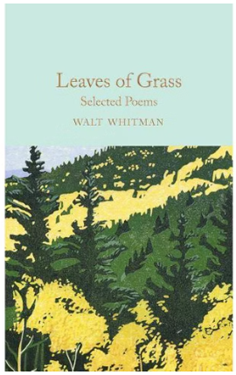 Leaves of Grass
Selected Poems
WALT WHITMAN